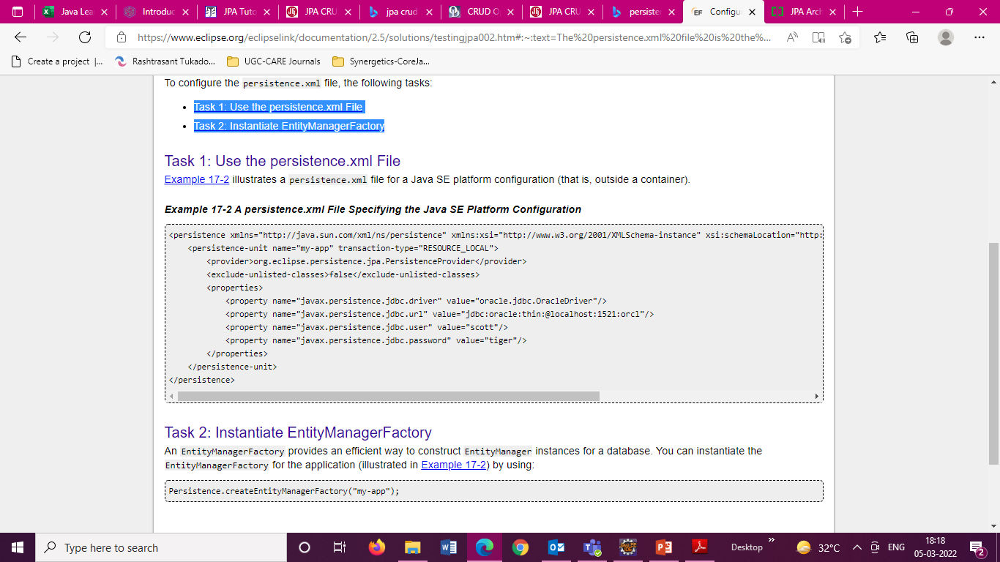 Java Lea
Introduc
JPA Tuto
JPA CRU
jpa crud
CRUD O
JPA CRU
persiste
EF Configu
JPA Arch
https://www.eclipse.org/eclipselink/documentation/2.5/solutions/testingjpa002.htm#:~:text=The%20persistence.xml%20file%20is%20the%...
Create a project |...
Rashtrasant Tukado...
UGC-CARE Journals
Synergetics-CoreJa...
To configure the persistence.xml file, the following tasks:
• Task 1: Use the persistence.xml File
• Task 2: Instantiate EntityManagerFactory
Task 1: Use the persistence.xml File
Example 17-2 illustrates a persistence.xml file for a Java SE platform configuration (that is, outside a container).
Example 17-2 A persistence.xml File Specifying the Java SE Platform Configuration
<persistence xmlns="http://java.sun.com/xml/ns/persistence" xmlns:xsi="http://www.w3.org/2001/XMLSchema-instance" xsi:schemaLocation="http:
<persistence-unit name="my-app" transaction-type="RESOURCE_LOCAL">
<provider>org.eclipse.persistence.jpa.PersistenceProvider</provider>
<exclude-unlisted-classes>false</exclude-unlisted-classes>
<properties>
<property name="javax.persistence.jdbc.driver" value="oracle.jdbc.OracleDriver"/>
<property name="javax.persistence.jdbc.url" value="jdbc:oracle:thin:@localhost:1521:orcl"/>
<property name="javax.persistence.jdbc.user" value="scott"/>
<property name="javax.persistence.jdbc.password" value="tiger"/>
</properties>
</persistence-unit>
</persistence>
Task 2: Instantiate EntityManagerFactory
An EntityManagerFactory provides an efficient way to construct EntityManager instances for a database. You can instantiate the
EntityManagerFactory for the application (illustrated in Example 17-2) by using:
Persistence.createEntityManagerFactory("my-app");
Type here to search
Desktop
32°C
ENG
18:18
05-03-2022
2